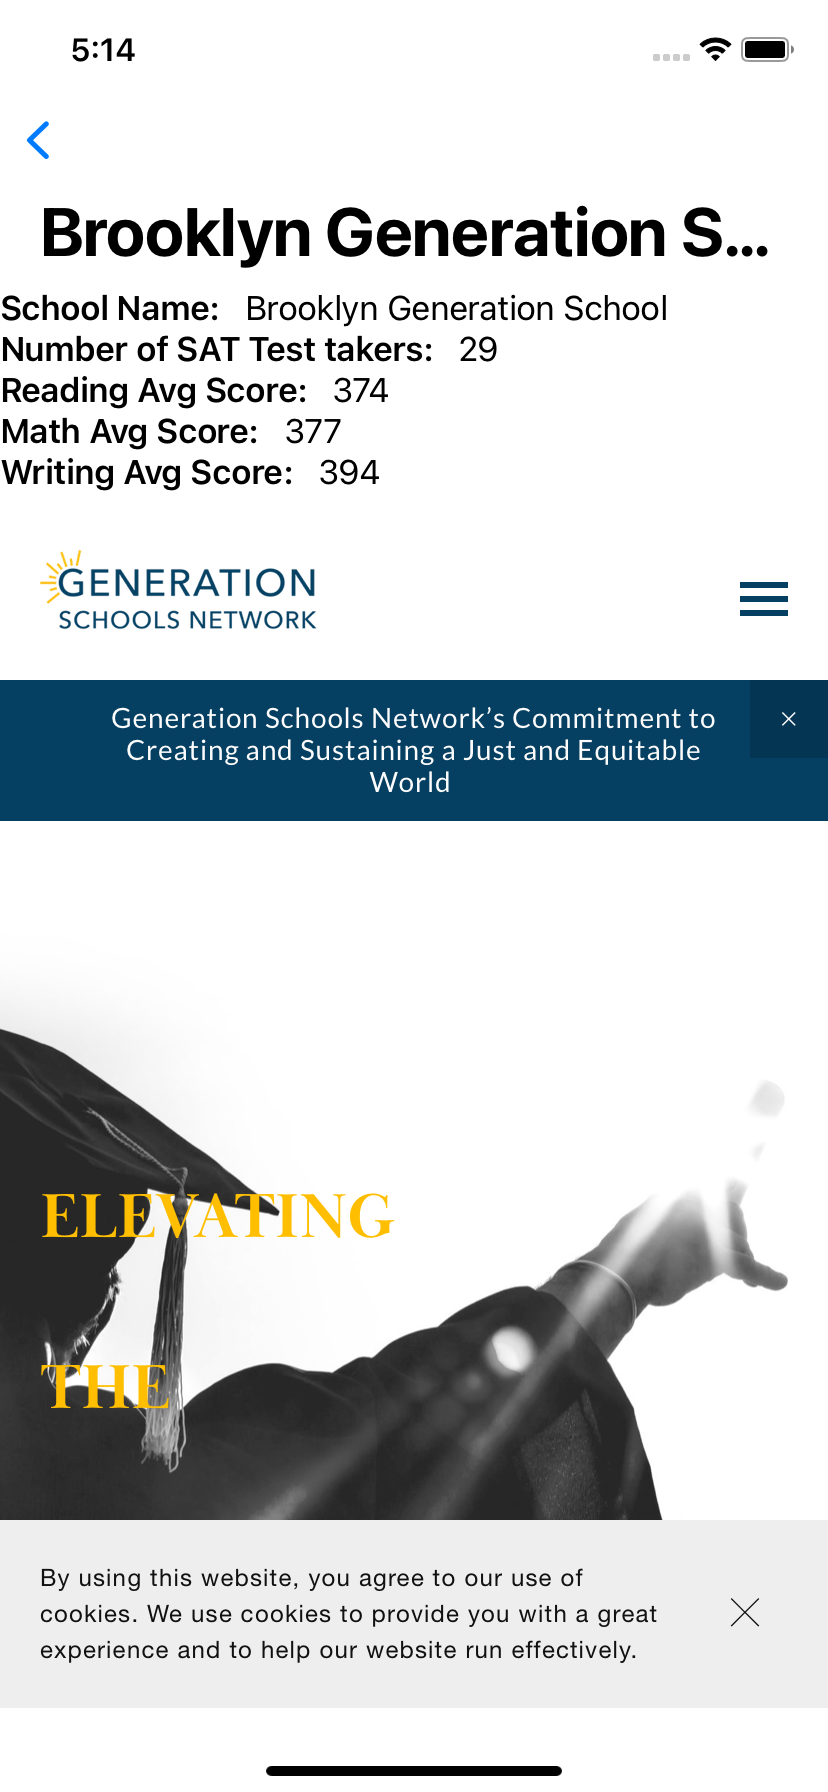 5:14
Brooklyn Generation S...
School Name: Brooklyn Generation School
Number of SAT Test takers: 29
Reading Avg Score: 374
Math Avg Score: 377
Writing Avg Score: 394
GENERATION
SCHOOLS NETWORK
Generation Schools Network’s Commitment to
Creating and Sustaining a Just and Equitable
World
ELEVATING
THE
By using this website, you agree to our use of
cookies. We use cookies to provide you with a great
experience and to help our website run effectively.